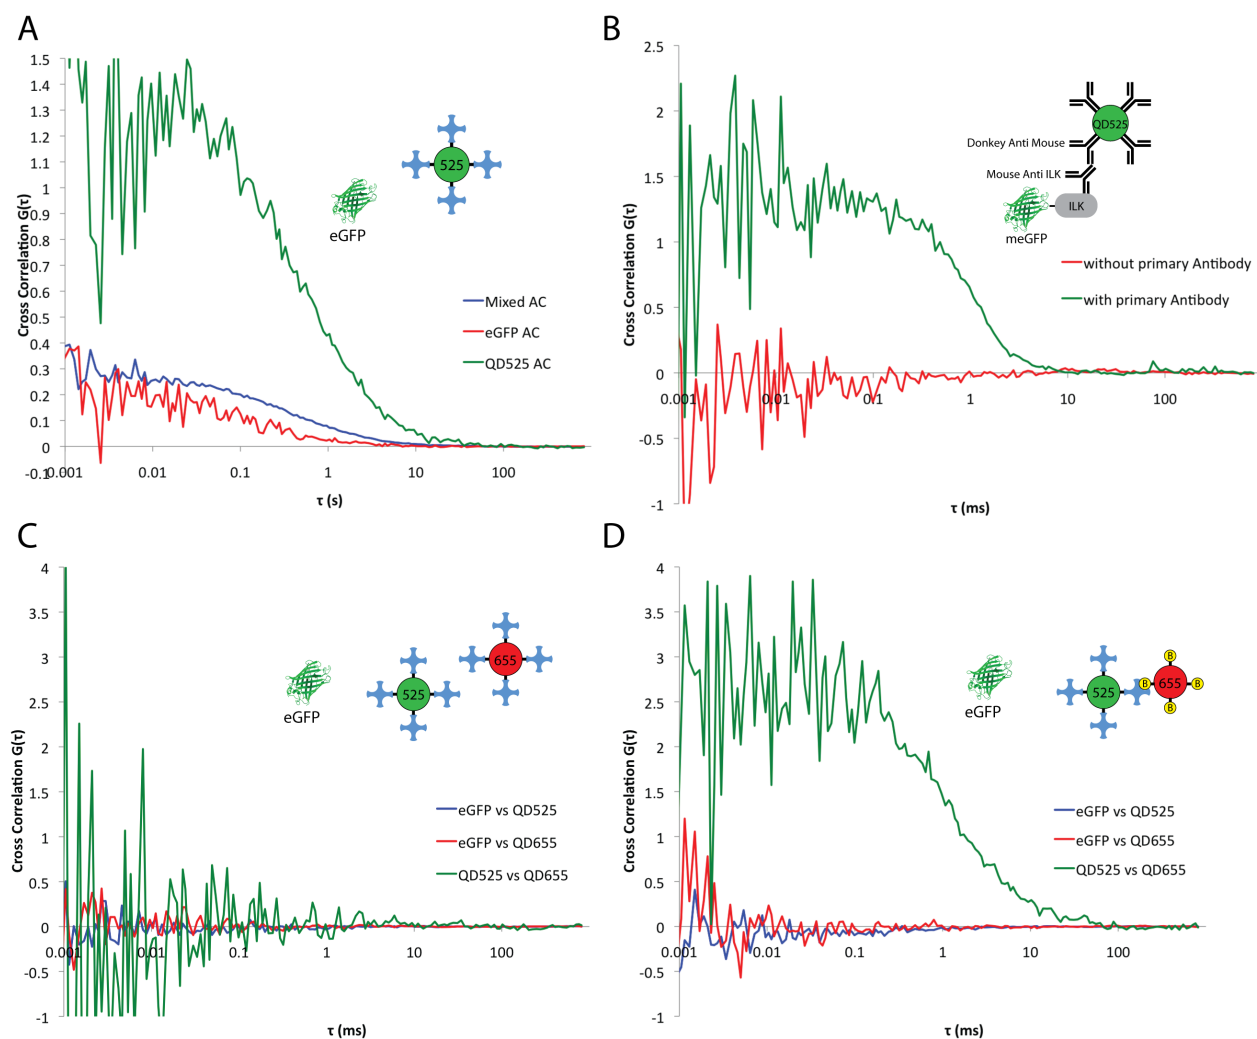 A
1.5
1.4
1.3
1.2
1.1
1
0.9
0.8
0.7
0.6
0.5
0.4
0.3
0.2
0.1
0
-0.1
Cross Correlation G(τ)
0.001 0.01 0.1 1 10 100
τ (s)
525
eGFP
Mixed AC
eGFP AC
QD525 AC
B
2.5
2
1.5
1
0.5
0
-0.5
-1
Cross Correlation G(τ)
0.001 0.01 0.1 1 10 100
τ (ms)
QD525
Donkey Anti Mouse
Mouse Anti ILK
ILK
meGFP
without primary Antibody
with primary Antibody
C
4
3.5
3
2.5
2
1.5
1
0.5
0
-0.5
-1
Cross Correlation G(τ)
0.001 0.01 0.1 1 10 100
τ (ms)
655
525
eGFP
eGFP vs QD525
eGFP vs QD655
QD525 vs QD655
D
4
3.5
3
2.5
2
1.5
1
0.5
0
-0.5
-1
Cross Correlation G(τ)
0.001 0.01 0.1 1 10 100
τ (ms)
B
525 B 655 B
B
eGFP
eGFP vs QD525
eGFP vs QD655
QD525 vs QD655